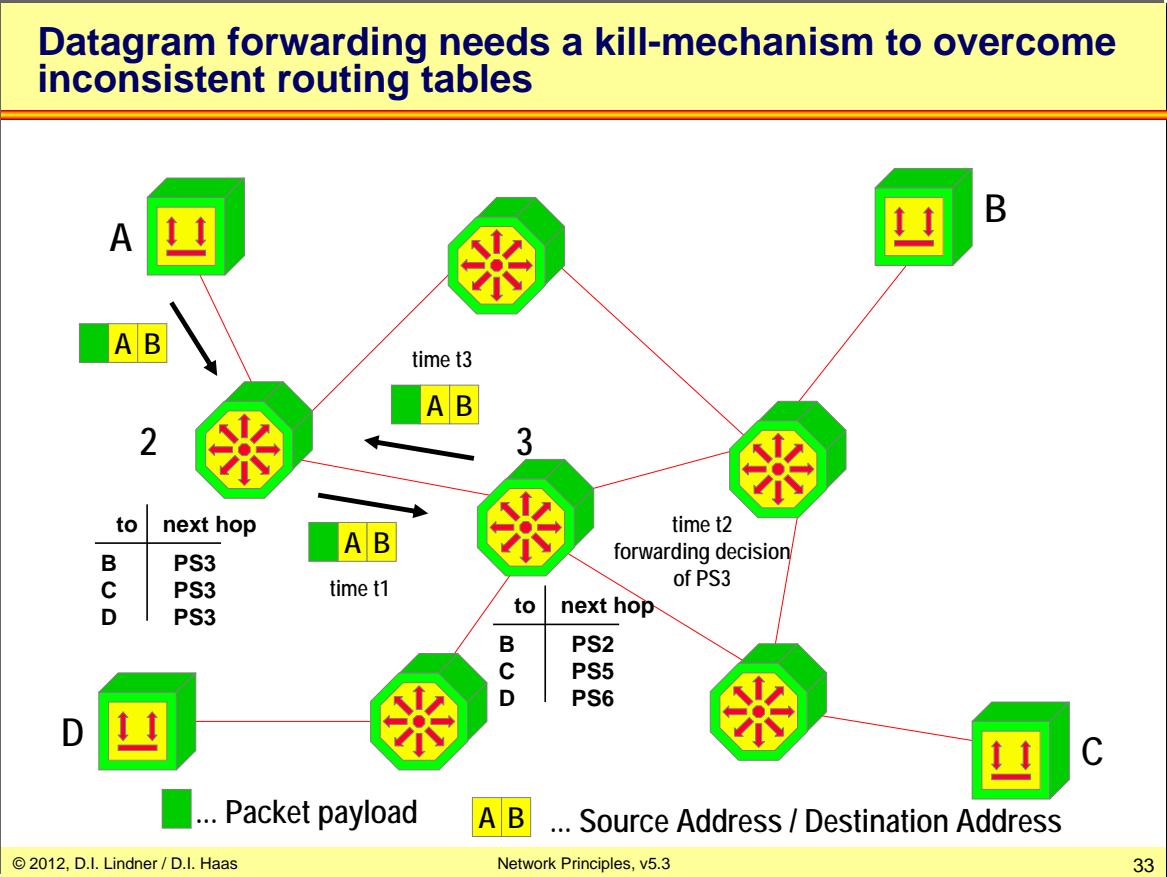 Datagram forwarding needs a kill-mechanism to overcome
inconsistent routing tables
A
B
A B
time t3
A B
2
3
to next hop
B PS3
C PS3
D PS3
A B
time t1
time t2
forwarding decision
of PS3
to next hop
B PS2
C PS5
D PS6
D
C
... Packet payload
A B ... Source Address / Destination Address
© 2012, D.I. Lindner / D.I. Haas
Network Principles, v5.3
33